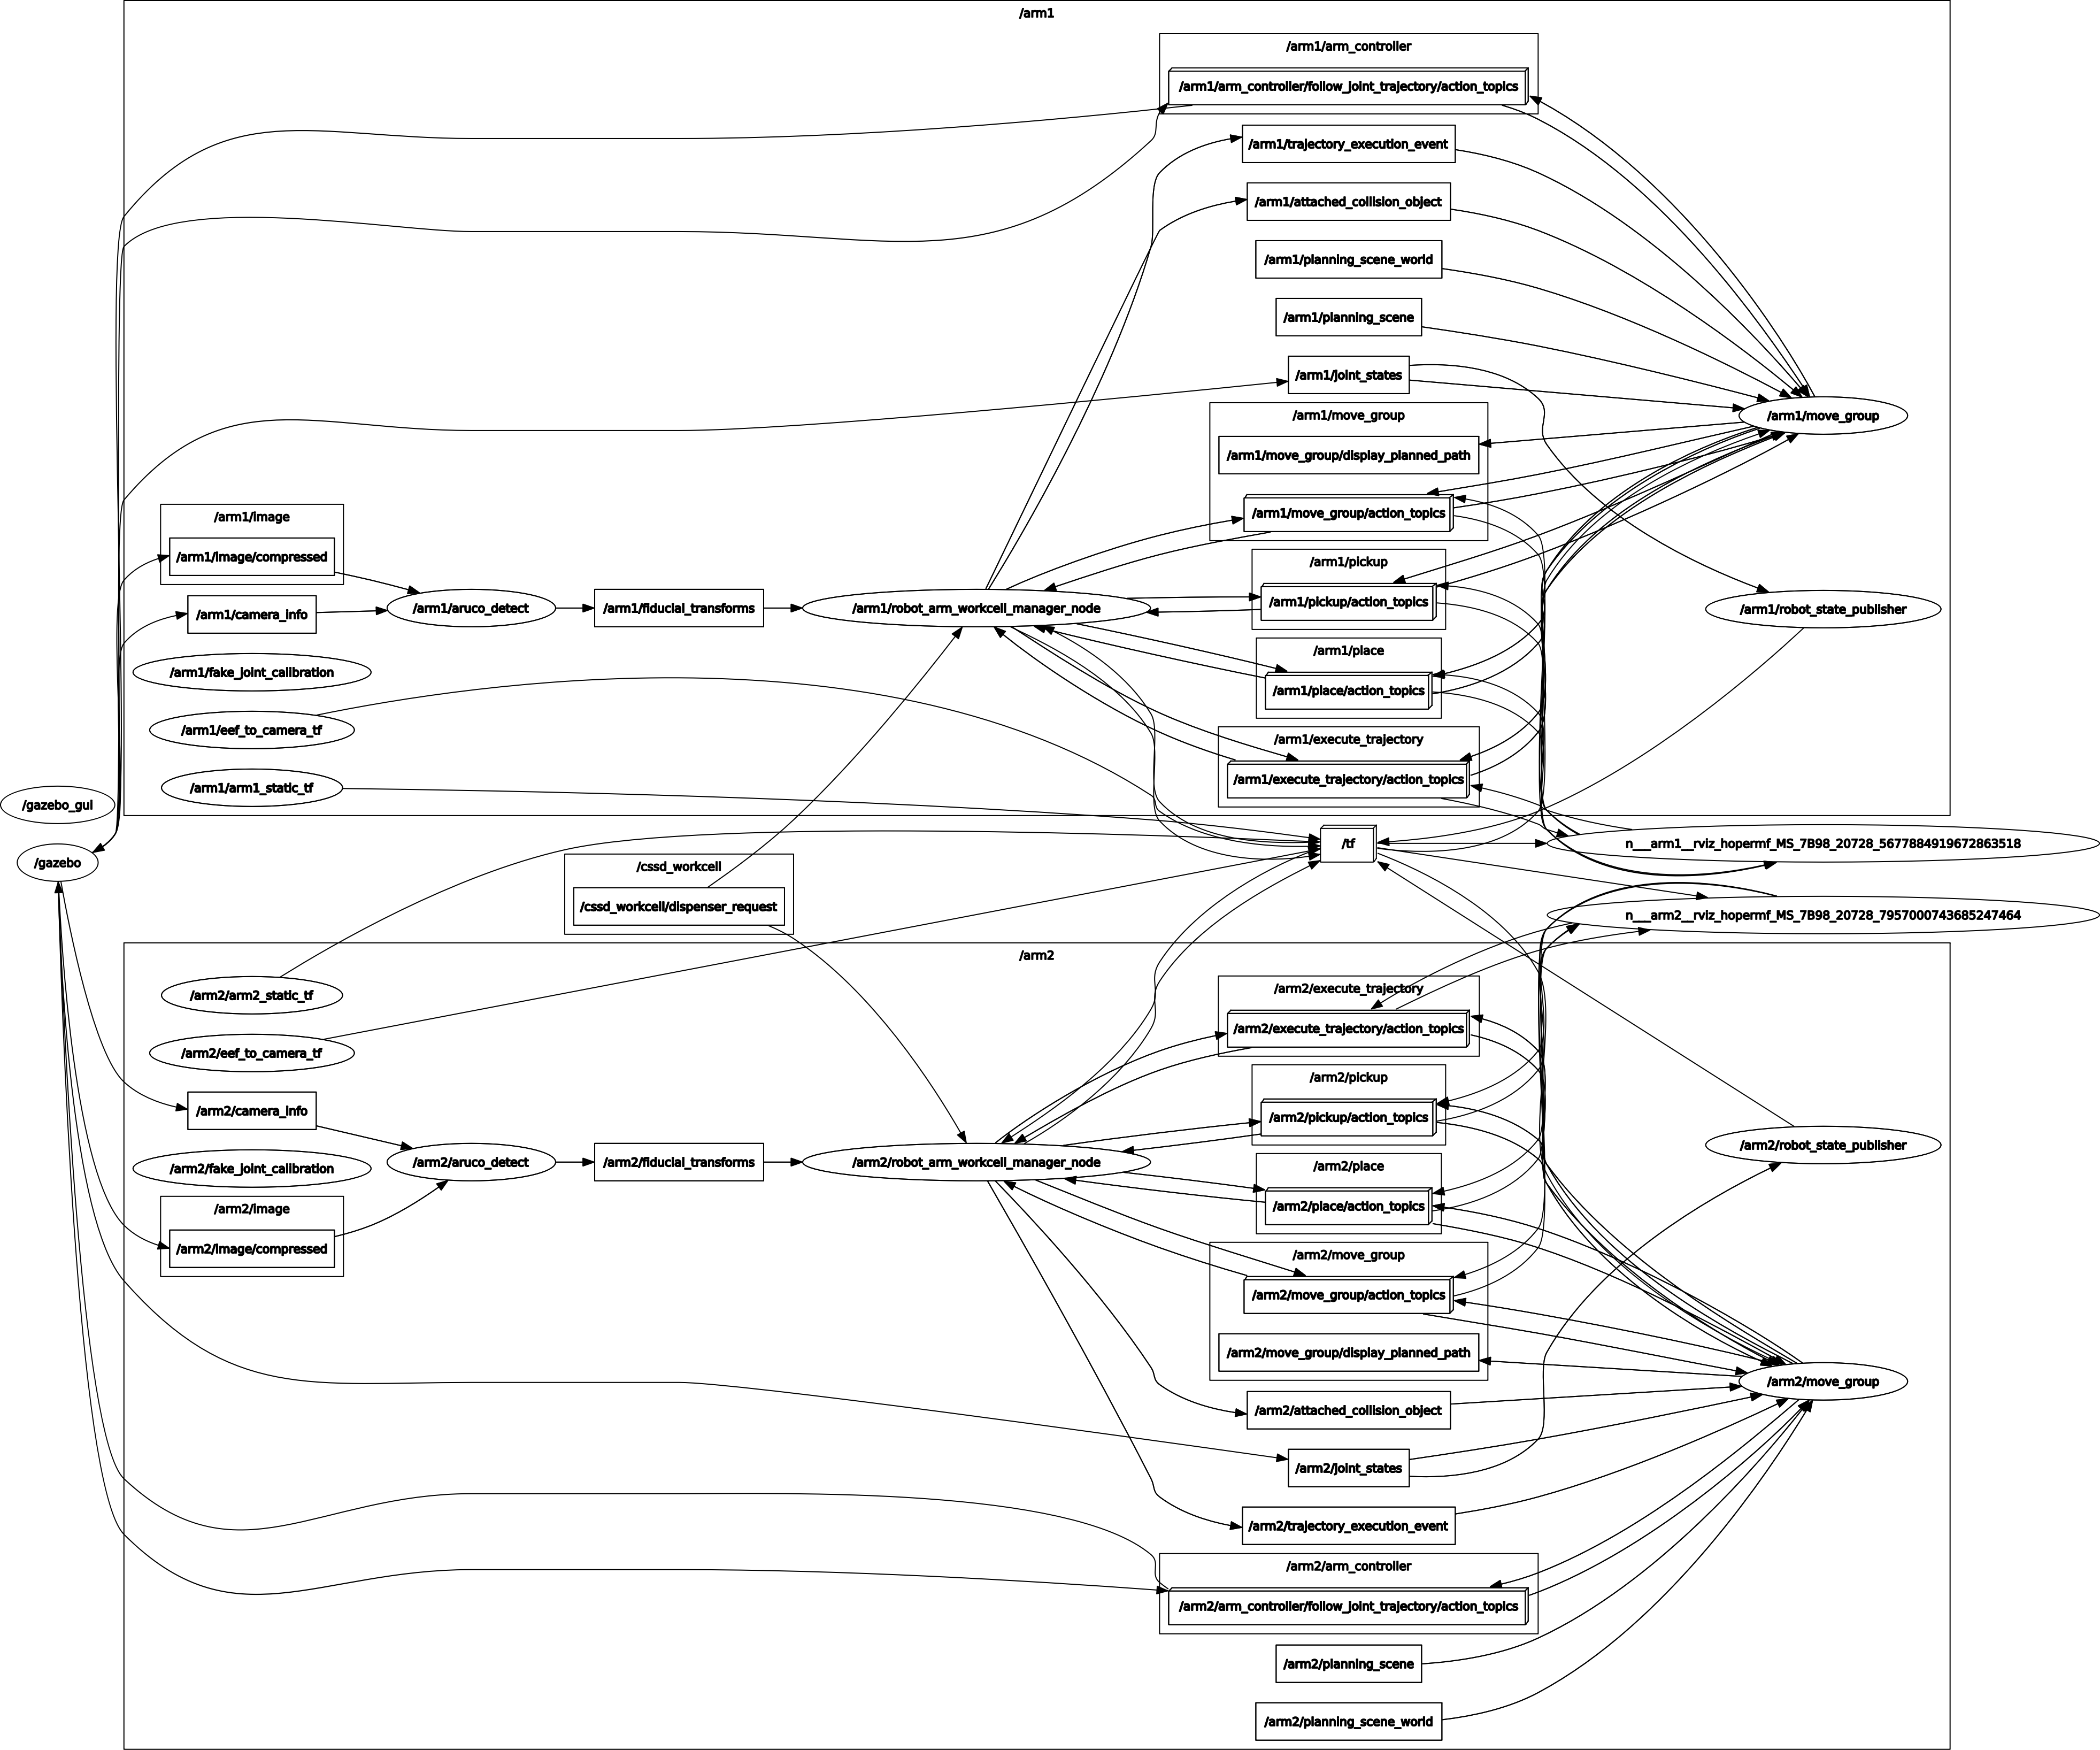 /arm1
/arm1/arm_controller
/arm1/arm_controller/follow_joint_trajectory/action_topics
/arm1/trajectory_execution_event
/arm1/attached_collision_object
/arm1/planning_scene_world
/arm1/planning_scene
/arm1/joint_states
/arm1/move_group
/arm1/move_group
/arm1/move_group/display_planned_path
/arm1/move_group/action_topics
/arm1/image
/arm1/image/compressed
/arm1/pickup
/arm1/pickup/action_topics
/arm1/camera_info
/arm1/aruco_detect
/arm1/fiducial_transforms
/arm1/robot_arm_workcell_manager_node
/arm1/robot_state_publisher
/arm1/place
/arm1/place/action_topics
/arm1/fake_joint_calibration
/arm1/eef_to_camera_tf
/arm1/execute_trajectory
/arm1/execute_trajectory/action_topics
/arm1/arm1_static_tf
/gazebo_gui
/gazebo
/tf
n___arm1__rviz_hopermf_MS_7B98_20728_5677884919672863518
/cssd_workcell
/cssd_workcell/dispenser_request
n___arm2__rviz_hopermf_MS_7B98_20728_7957000743685247464
/arm2
/arm2/arm2_static_tf
/arm2/execute_trajectory
/arm2/execute_trajectory/action_topics
/arm2/eef_to_camera_tf
/arm2/pickup
/arm2/pickup/action_topics
/arm2/camera_info
/arm2/robot_state_publisher
/arm2/fake_joint_calibration
/arm2/aruco_detect
/arm2/fiducial_transforms
/arm2/robot_arm_workcell_manager_node
/arm2/place
/arm2/place/action_topics
/arm2/image
/arm2/image/compressed
/arm2/move_group
/arm2/move_group/action_topics
/arm2/move_group/display_planned_path
/arm2/move_group
/arm2/attached_collision_object
/arm2/joint_states
/arm2/trajectory_execution_event
/arm2/arm_controller
/arm2/arm_controller/follow_joint_trajectory/action_topics
/arm2/planning_scene
/arm2/planning_scene_world